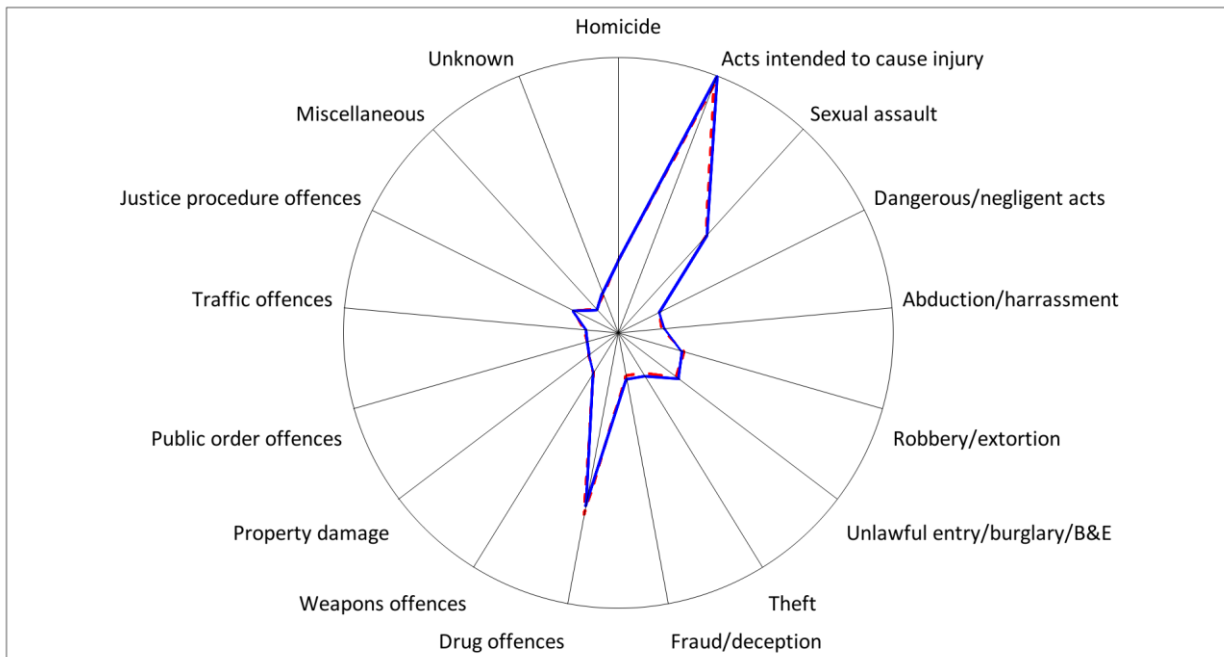 Homicide
Acts intended to cause injury
Sexual assault
Dangerous/negligent acts
Abduction/harrassment
Robbery/extortion
Unlawful entry/burglary/B&E
Theft
Fraud/deception
Drug offences
Weapons offences
Property damage
Public order offences
Traffic offences
Justice procedure offences
Miscellaneous
Unknown